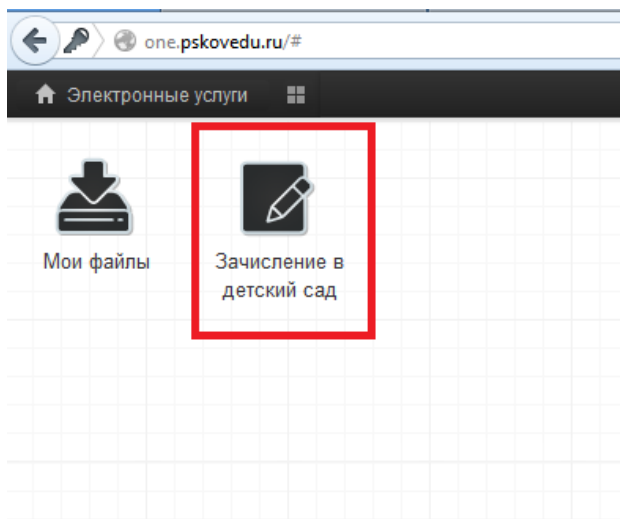 one.pskovedu.ru/#
Электронные услуги
Мои файлы
Зачисление в
детский сад